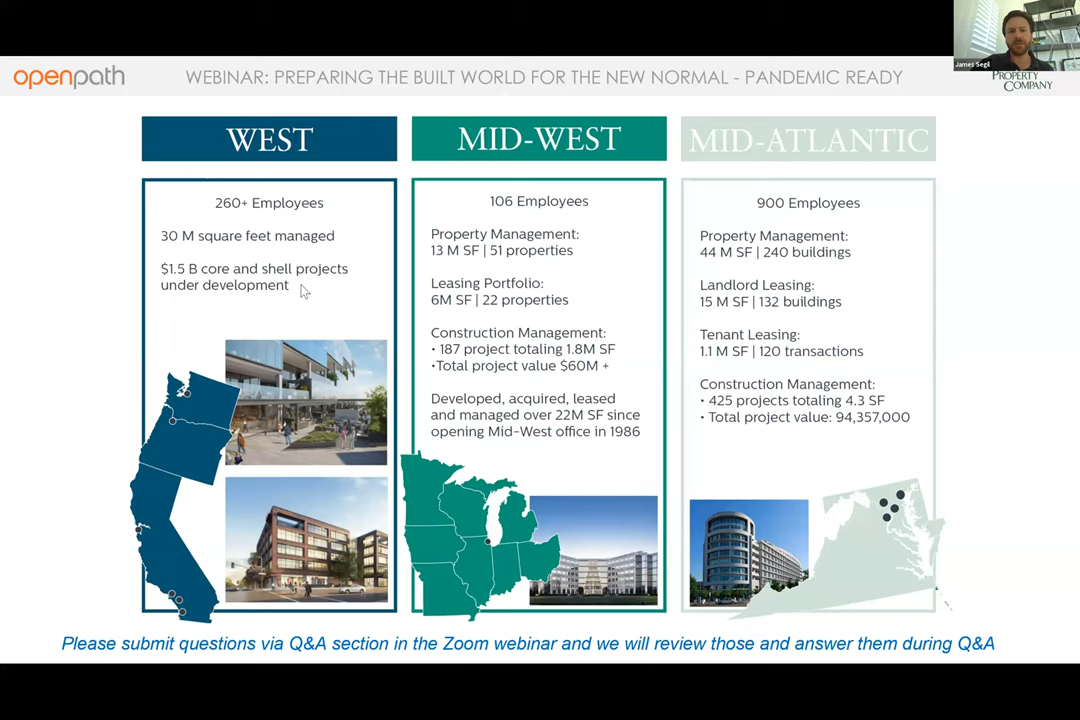 openpath
WEBINAR: PREPARING THE BUILT WORLD FOR THE NEW NORMAL - PANDEMIC READY
James Segil
PROPERTY
COMPANY
WEST
260+ Employees
30 M square feet managed
$1.5 B core and shell projects
under development
MID-WEST
106 Employees
Property Management:
13 M SF | 51 properties
Leasing Portfolio:
6M SF | 22 properties
Construction Management:
• 187 project totaling 1.8M SF
•Total project value $60M +
Developed, acquired, leased
and managed over 22M SF since
opening Mid-West office in 1986
MID-ATLANTIC
900 Employees
Property Management:
44 M SF | 240 buildings
Landlord Leasing:
15 M SF | 132 buildings
Tenant Leasing:
1.1 M SF | 120 transactions
Construction Management:
• 425 projects totaling 4.3 SF
• Total project value: 94,357,000
Please submit questions via Q&A section in the Zoom webinar and we will review those and answer them during Q&A